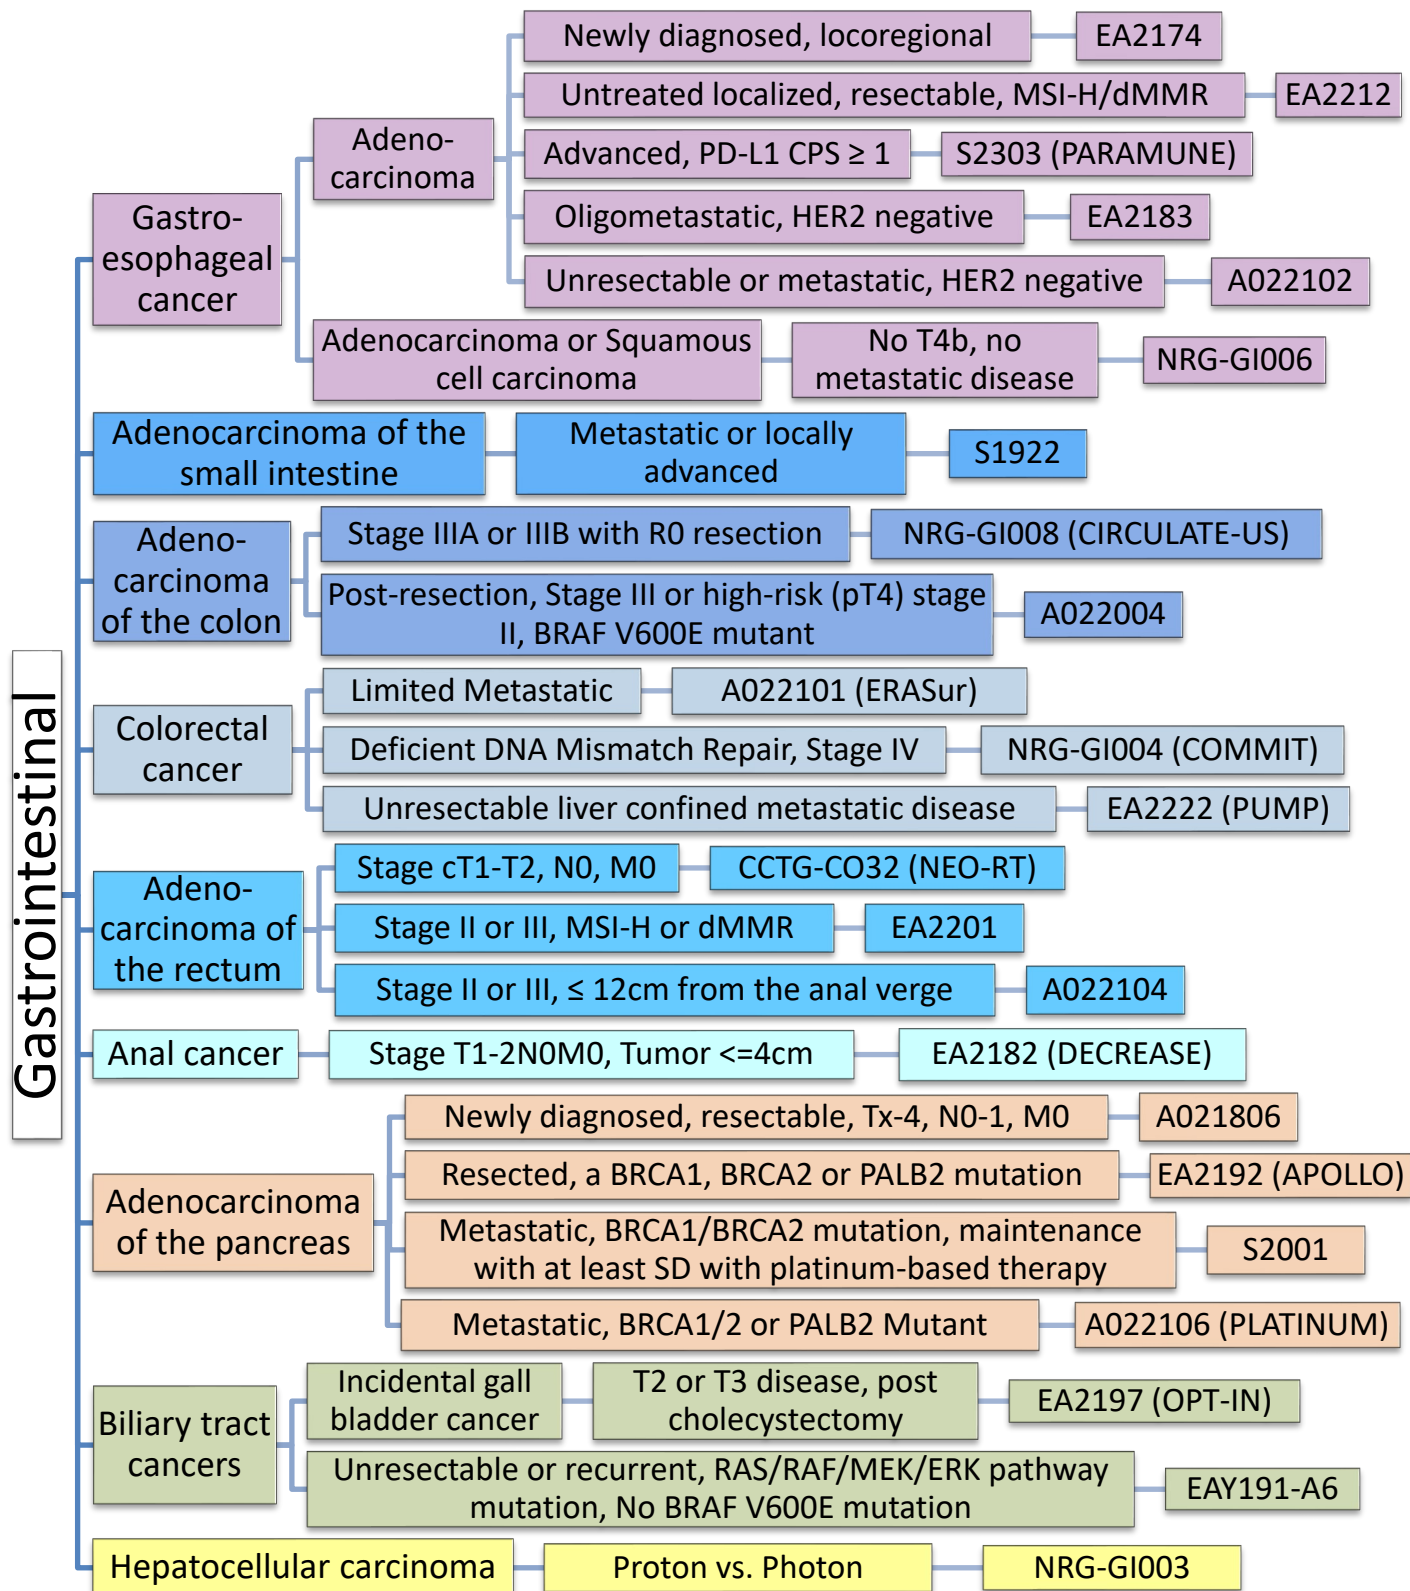 Gastrointestinal
Gastro-
esophageal
cancer
Adeno-
carcinoma
Newly diagnosed, locoregional
EA2174
Untreated localized, resectable, MSI-H/dMMR
EA2212
Advanced, PD-L1 CPS ≥ 1
S2303 (PARAMUNE)
Oligometastatic, HER2 negative
EA2183
Unresectable or metastatic, HER2 negative
A022102
Adenocarcinoma or Squamous
cell carcinoma
No T4b, no
metastatic disease
NRG-GI006
Adenocarcinoma of the
small intestine
Metastatic or locally
advanced
S1922
Adeno-
carcinoma
of the colon
Stage IIIA or IIIB with R0 resection
NRG-GI008 (CIRCULATE-US)
Post-resection, Stage III or high-risk (pT4) stage
II, BRAF V600E mutant
A022004
Colorectal
cancer
Limited Metastatic
A022101 (ERASur)
Deficient DNA Mismatch Repair, Stage IV
NRG-GI004 (COMMIT)
Unresectable liver confined metastatic disease
EA2222 (PUMP)
Adeno-
carcinoma of
the rectum
Stage cT1-T2, N0, M0
CCTG-CO32 (NEO-RT)
Stage II or III, MSI-H or dMMR
EA2201
Stage II or III, ≤ 12cm from the anal verge
A022104
Anal cancer
Stage T1-2N0M0, Tumor <=4cm
EA2182 (DECREASE)
Adenocarcinoma
of the pancreas
Newly diagnosed, resectable, Tx-4, N0-1, M0
A021806
Resected, a BRCA1, BRCA2 or PALB2 mutation
EA2192 (APOLLO)
Metastatic, BRCA1/BRCA2 mutation, maintenance
with at least SD with platinum-based therapy
S2001
Metastatic, BRCA1/2 or PALB2 Mutant
A022106 (PLATINUM)
Biliary tract
cancers
Incidental gall
bladder cancer
T2 or T3 disease, post
cholecystectomy
EA2197 (OPT-IN)
Unresectable or recurrent, RAS/RAF/MEK/ERK pathway
mutation, No BRAF V600E mutation
EAY191-A6
Hepatocellular carcinoma
Proton vs. Photon
NRG-GI003